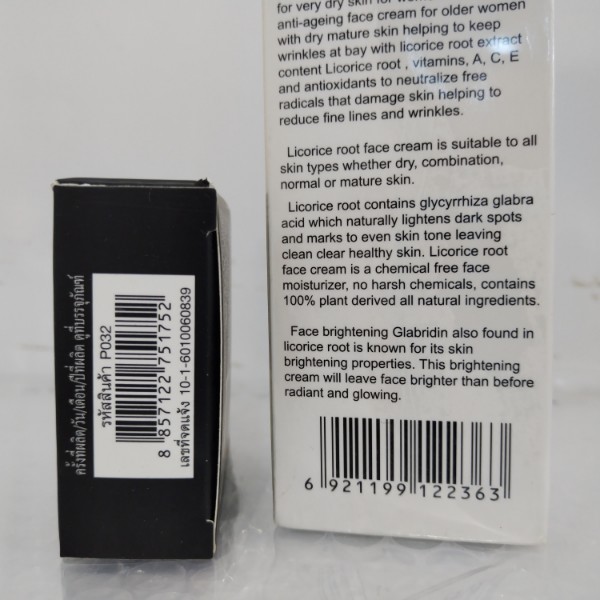 ครั้งที่ผลิต/วัน/เดือน/ปีที่ผลิต ดูที่บรรจุภัณฑ์
รหัสสินค้า P032
8 857122 751752
เลขที่จดแจ้ง 10-1-6010060839
for very dry skin for
anti-ageing face cream for older women
with dry mature skin helping to keep
wrinkles at bay with licorice root extract
content Licorice root , vitamins, A, C, E
and antioxidants to neutralize free
radicals that damage skin helping to
reduce fine lines and wrinkles.
Licorice root face cream is suitable to all
skin types whether dry, combination,
normal or mature skin.
Licorice root contains glycyrrhiza glabra
acid which naturally lightens dark spots
and marks to even skin tone leaving
clean clear healthy skin. Licorice root
face cream is a chemical free face
moisturizer, no harsh chemicals, contains
100% plant derived all natural ingredients.
Face brightening Glabridin also found in
licorice root is known for its skin
brightening properties. This brightening
cream will leave face brighter than before
radiant and glowing.
6 921199 122363